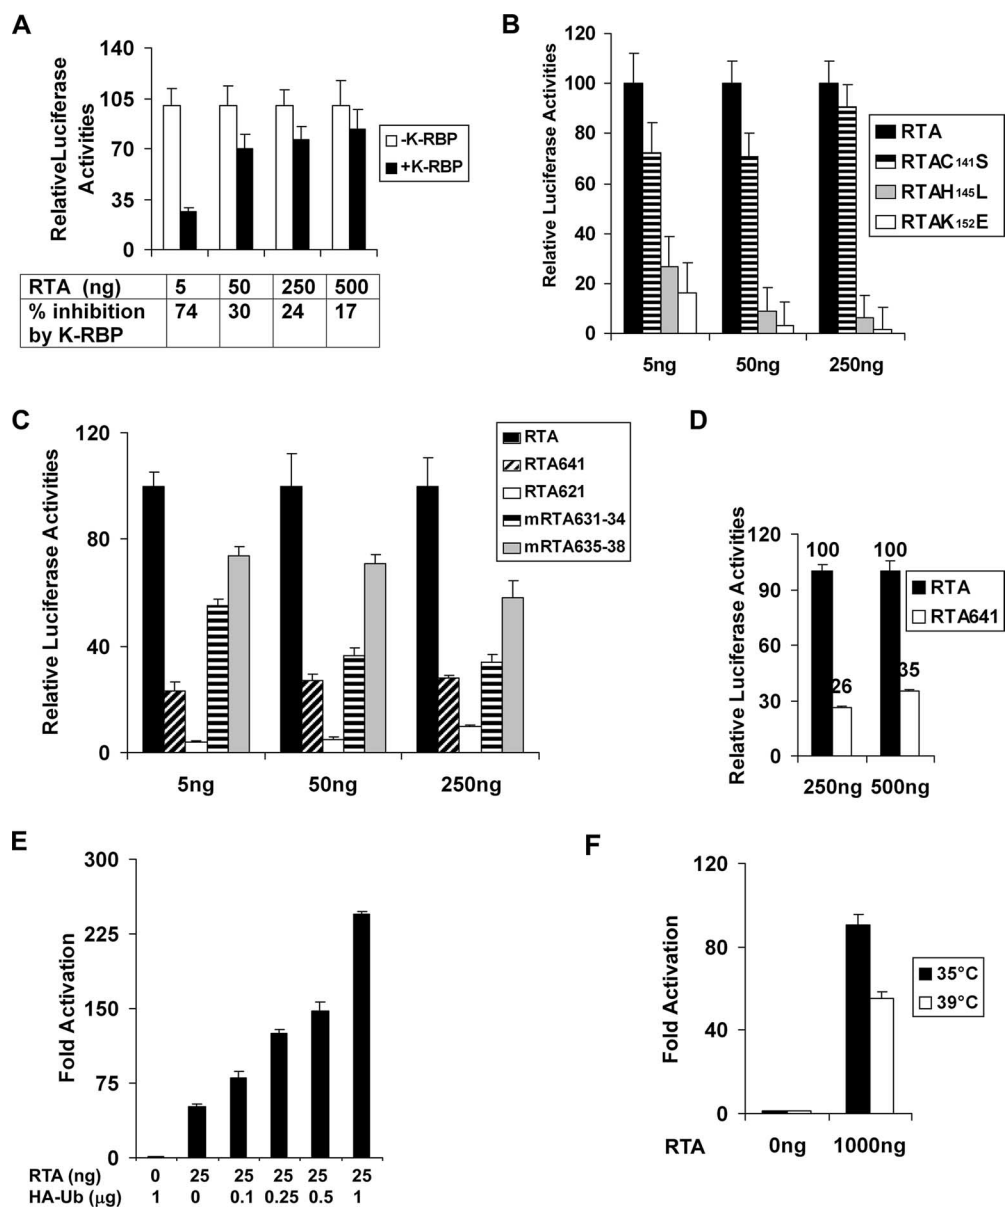 A
RelativeLuciferase
Activities
140
105
70
35
0
-K-RBP
+K-RBP
RTA (ng) 5 50 250 500
% inhibition by K-RBP 74 30 24 17
B
Relative Luciferase Activities
120
100
80
60
40
20
0
5ng 50ng 250ng
RTA
RTAC141S
RTAH145L
RTAK152E
C
Relative Luciferase Activities
120
80
40
0
5ng 50ng 250ng
RTA
RTA641
RTA621
mRTA631-34
mRTA635-38
D
Relative Luciferase Activities
120
90
60
30
0
100 100
26 35
250ng 500ng
RTA
RTA641
E
Fold Activation
300
225
150
75
0
RTA (ng) 0 25 25 25 25 25
HA-Ub (μg) 1 0 0.1 0.25 0.5 1
F
Fold Activation
120
80
40
0
RTA 0ng 1000ng
35°C
39°C